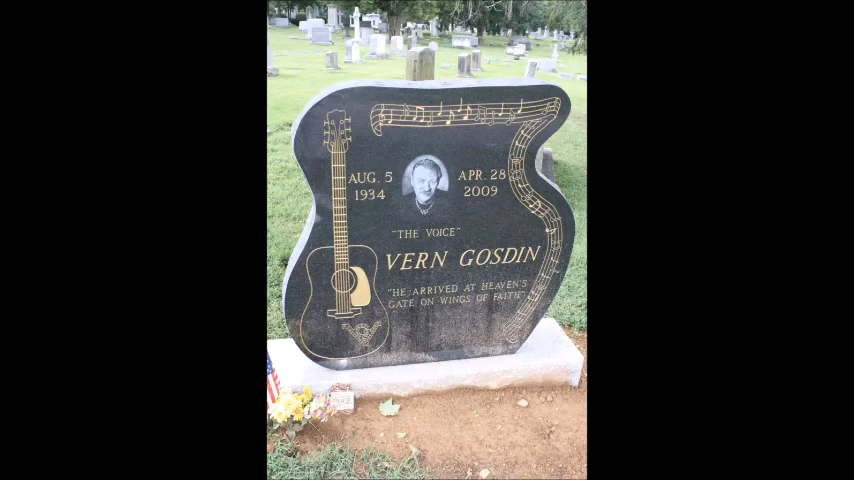 AUG. 5
1934
APR. 28
2009
"THE VOICE"
VERN GOSDIN
"HE ARRIVED AT HEAVEN'S
GATE ON WINGS OF FAITH"